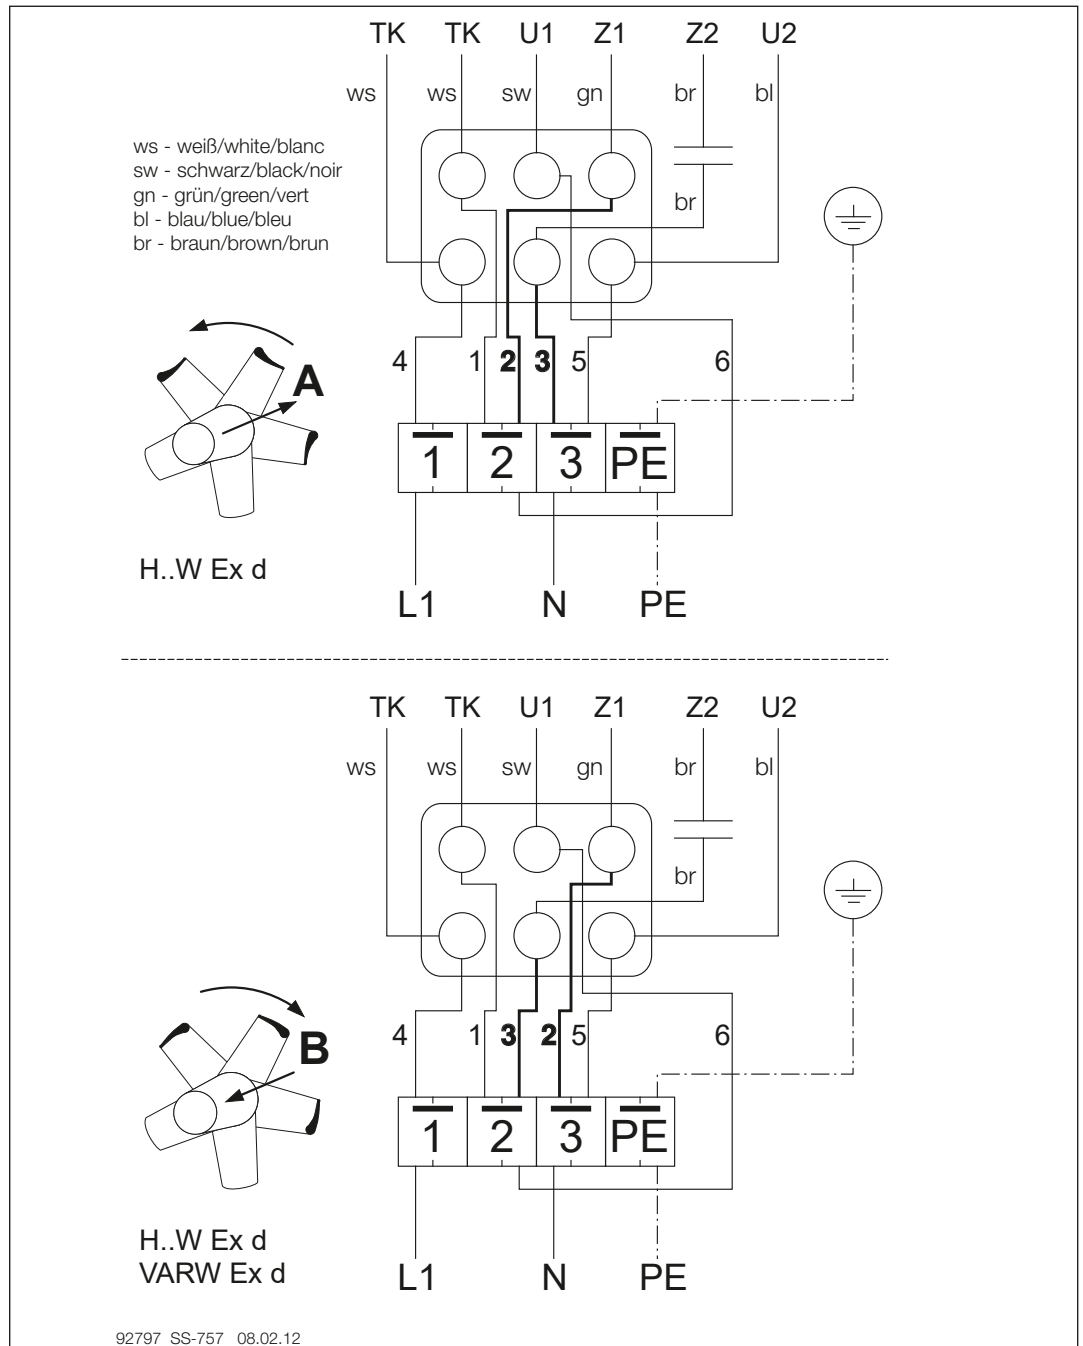 TK TK U1 Z1 Z2 U2
ws ws sw gn br bl
ws - weiß/white/blanc
sw - schwarz/black/noir
gn - grün/green/vert
bl - blau/blue/bleu
br - braun/brown/brun
br
4 1 2 3 5 6
A
1 2 3 PE
H..W Ex d
L1 N PE
TK TK U1 Z1 Z2 U2
ws ws sw gn br bl
br
4 1 3 2 5 6
B
1 2 3 PE
H..W Ex d
VARW Ex d
L1 N PE
92797 SS-757 08.02.12